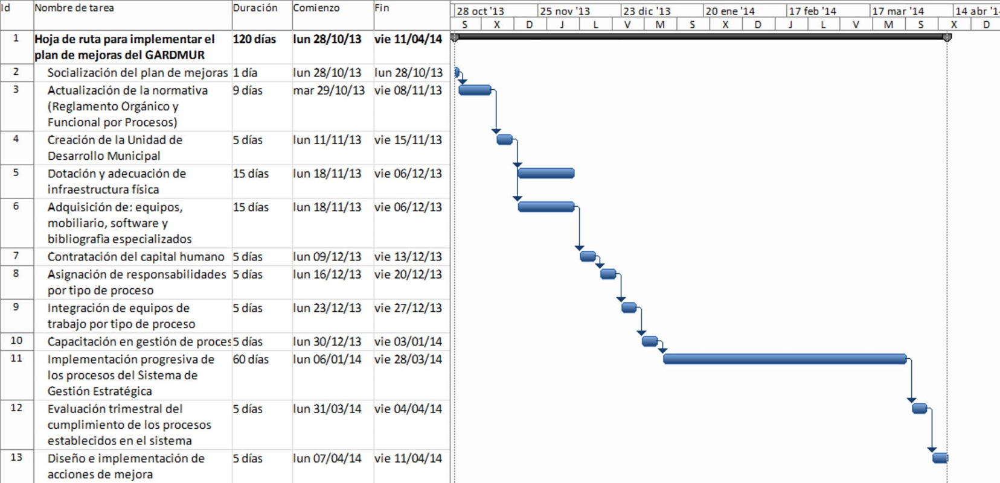 Id Nombre de tarea Duración Comienzo Fin
28 oct '13 25 nov '13 23 dic '13 20 ene '14 17 feb '14 17 mar '14 14 abr '1
S X D J L V M S X D J L V M S X D
1 Hoja de ruta para implementar el 120 días lun 28/10/13 vie 11/04/14
plan de mejoras del GARDMUR
2 Socialización del plan de mejoras 1 día lun 28/10/13 lun 28/10/13
3 Actualización de la normativa 9 días mar 29/10/13 vie 08/11/13
(Reglamento Orgánico y
Funcional por Procesos)
4 Creación de la Unidad de 5 días lun 11/11/13 vie 15/11/13
Desarrollo Municipal
5 Dotación y adecuación de 15 días lun 18/11/13 vie 06/12/13
infraestructura física
6 Adquisición de: equipos, 15 días lun 18/11/13 vie 06/12/13
mobiliario, software y
bibliografia especializados
7 Contratación del capital humano 5 días lun 09/12/13 vie 13/12/13
8 Asignación de responsabilidades 5 días lun 16/12/13 vie 20/12/13
por tipo de proceso
9 Integración de equipos de 5 días lun 23/12/13 vie 27/12/13
trabajo por tipo de proceso
10 Capacitación en gestión de proces 5 días lun 30/12/13 vie 03/01/14
11 Implementación progresiva de 60 días lun 06/01/14 vie 28/03/14
los procesos del Sistema de
Gestión Estratégica
12 Evaluación trimestral del 5 días lun 31/03/14 vie 04/04/14
cumplimiento de los procesos
establecidos en el sistema
13 Diseño e implementación de 5 días lun 07/04/14 vie 11/04/14
acciones de mejora